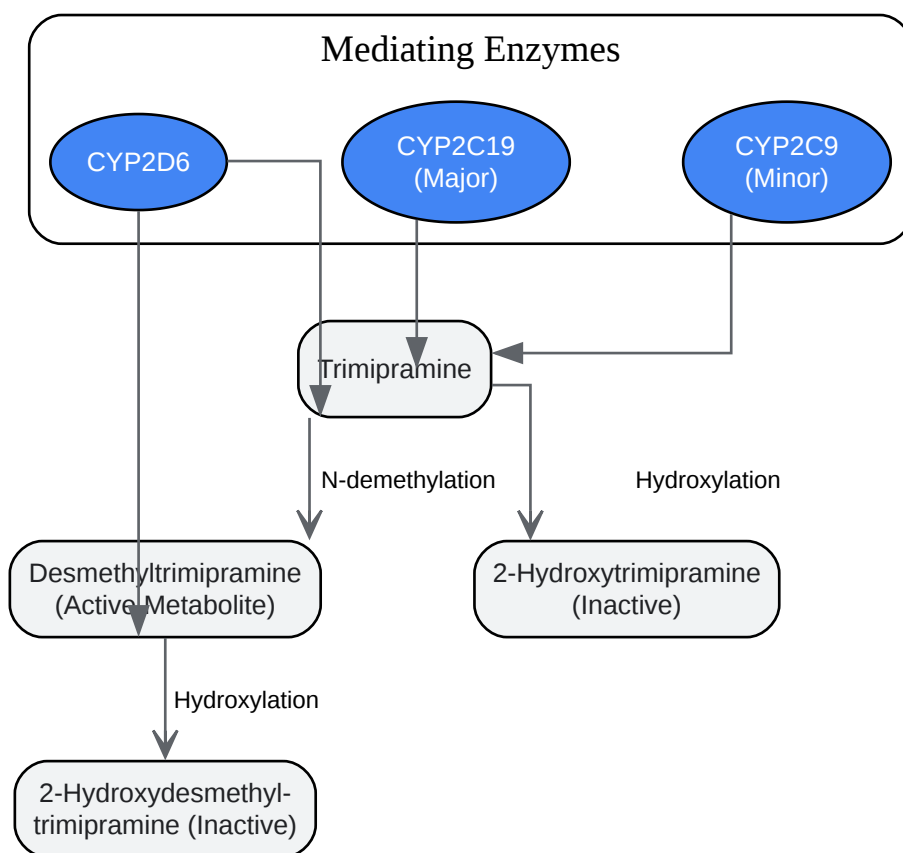 Mediating Enzymes
CYP2D6
CYP2C19
(Major)
CYP2C9
(Minor)
Trimipramine
N-demethylation
Hydroxylation
Desmethyltrimipramine
(Active Metabolite)
2-Hydroxytrimipramine
(Inactive)
Hydroxylation
2-Hydroxydesmethyl-
trimipramine (Inactive)